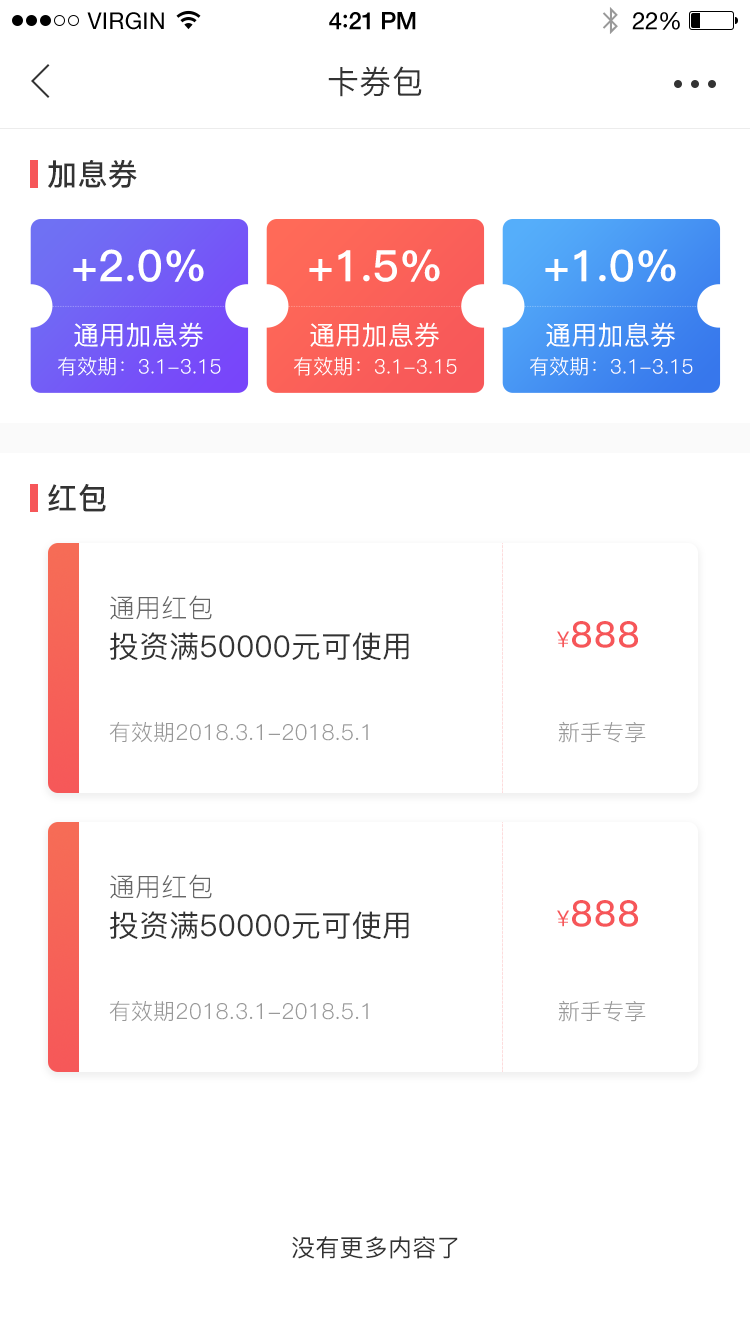 VIRGIN 4:21 PM 22%
卡券包
加息券
+2.0% +1.5% +1.0%
通用加息券 通用加息券 通用加息券
有效期：3.1-3.15 有效期：3.1-3.15 有效期：3.1-3.15
红包
通用红包
投资满50000元可使用
¥888
有效期2018.3.1-2018.5.1
新手专享
通用红包
投资满50000元可使用
¥888
有效期2018.3.1-2018.5.1
新手专享
没有更多内容了